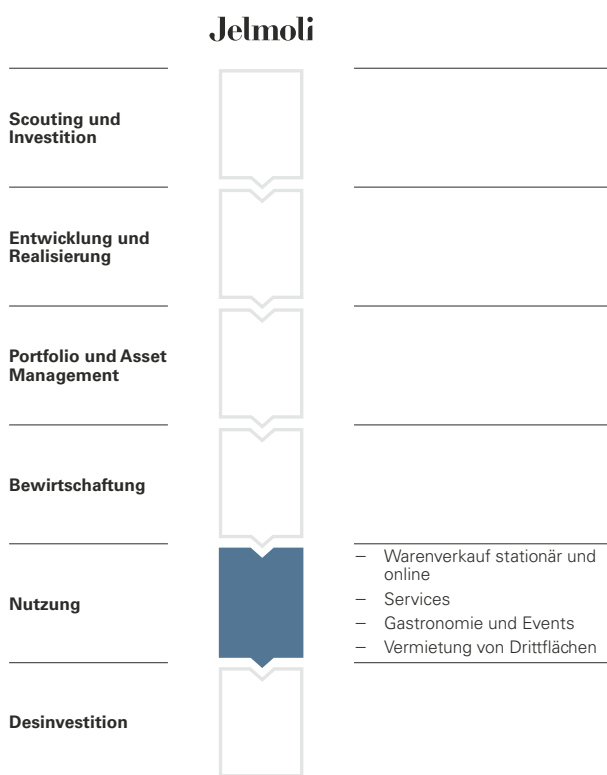 Jelmoli
Scouting und
Investition
Entwicklung und
Realisierung
Portfolio und Asset
Management
Bewirtschaftung
Nutzung
– Warenverkauf stationär und
online
– Services
– Gastronomie und Events
– Vermietung von Drittflächen
Desinvestition